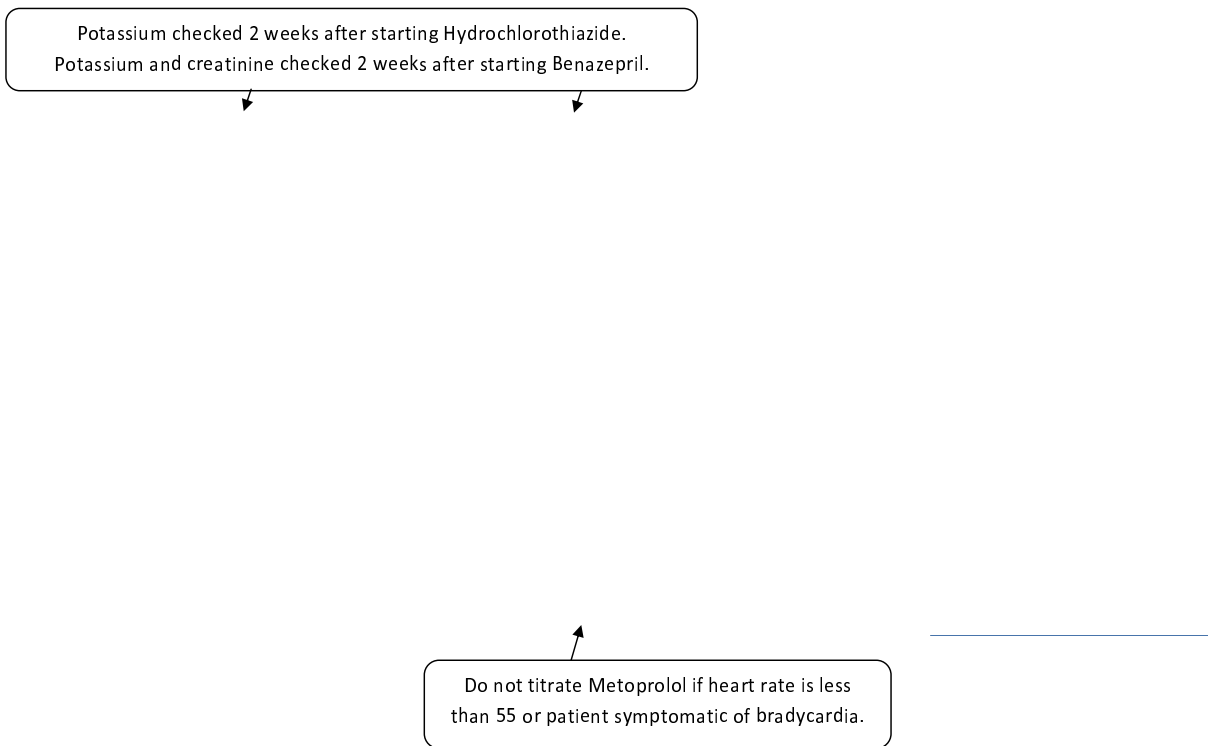 Potassium checked 2 weeks after starting Hydrochlorothiazide.
Potassium and creatinine checked 2 weeks after starting Benazepril.
Do not titrate Metoprolol if heart rate is less
than 55 or patient symptomatic of bradycardia.